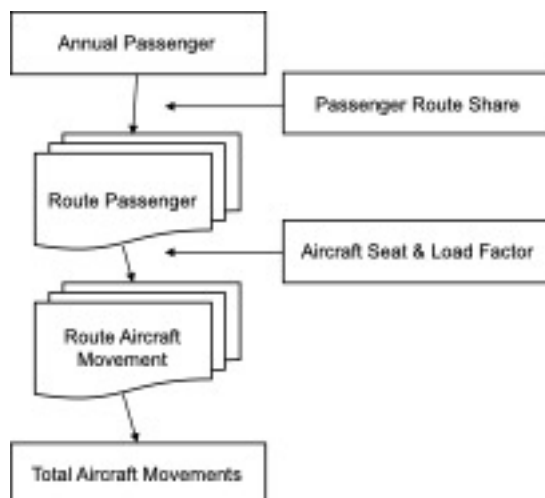 Annual Passenger
Passenger Route Share
Route Passenger
Aircraft Seat & Load Factor
Route Aircraft
Movement
Total Aircraft Movements